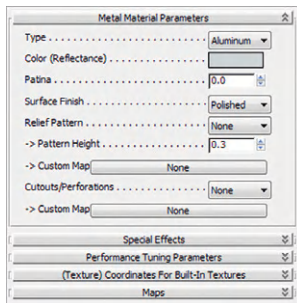 Metal Material Parameters
Type . . . . . . . . . . . . . . . . . . . . . . Aluminum
Color (Reflectance) . . . . . . . . . . . . .
Patina . . . . . . . . . . . . . . . . . . . . . 0.0
Surface Finish . . . . . . . . . . . . . . . . . Polished
Relief Pattern . . . . . . . . . . . . . . . . . None
-> Pattern Height . . . . . . . . . . . . . . 0.3
-> Custom Map None
Cutouts/Perforations . . . . . . . . . . . . None
-> Custom Map None
Special Effects
Performance Tuning Parameters
(Texture) Coordinates For Built-In Textures
Maps